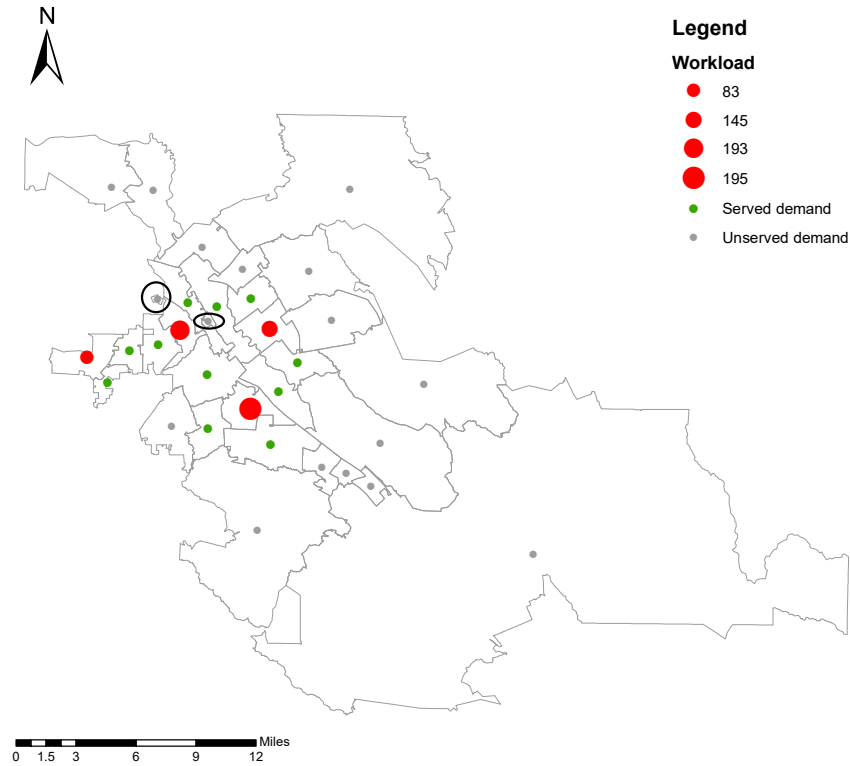 N
Legend
Workload
83
145
193
195
Served demand
Unserved demand
Miles
0 1.5 3 6 9 12